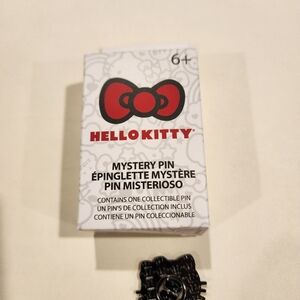 6+
HELLO KITTY
MYSTERY PIN
ÉPINGLETTE MYSTÈRE
PIN MISTERIOSO
CONTAINS ONE COLLECTIBLE PIN
UN PIN'S DE COLLECTION INCLUS
CONTIENE UN PIN COLECCIONABLE